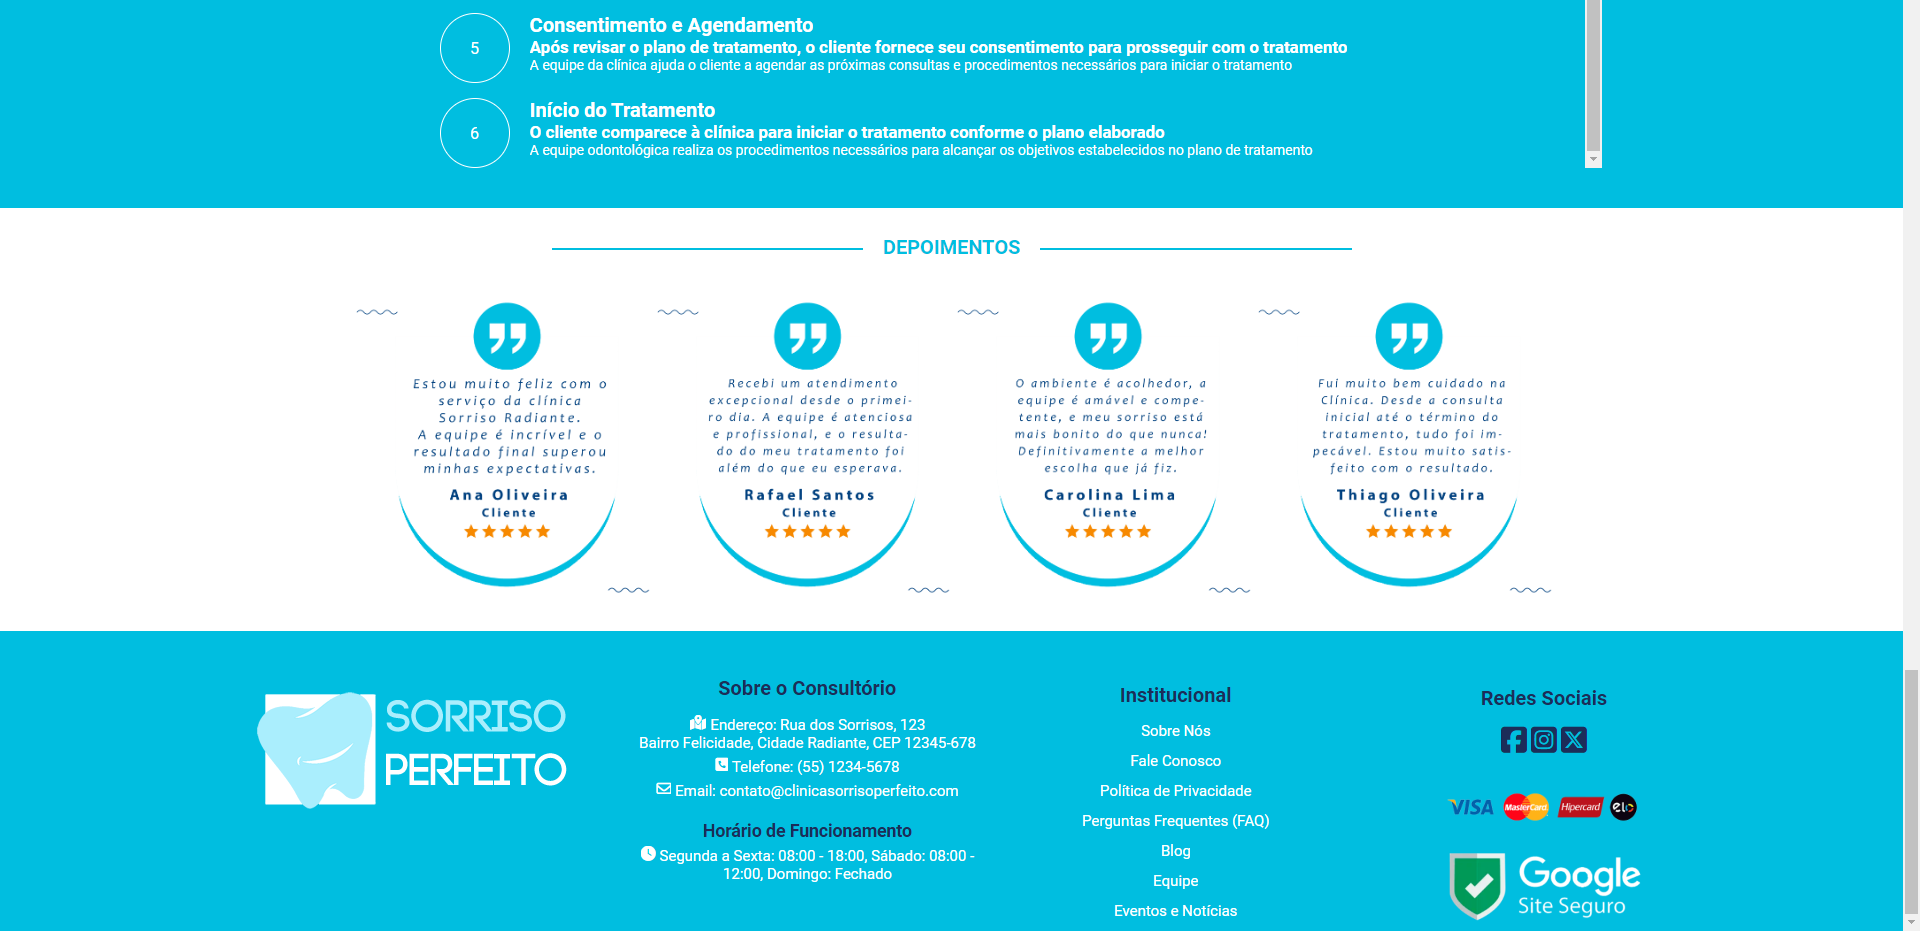 5
Consentimento e Agendamento
Após revisar o plano de tratamento, o cliente fornece seu consentimento para prosseguir com o tratamento
A equipe da clínica ajuda o cliente a agendar as próximas consultas e procedimentos necessários para iniciar o tratamento
6
Início do Tratamento
O cliente comparece à clínica para iniciar o tratamento conforme o plano elaborado
A equipe odontológica realiza os procedimentos necessários para alcançar os objetivos estabelecidos no plano de tratamento
DEPOIMENTOS
Estou muito feliz com o
serviço da clínica
Sorriso Radiante.
A equipe é incrível e o
resultado final superou
minhas expectativas.
Ana Oliveira
Cliente
Recebi um atendimento
excepcional desde o primei-
ro dia. A equipe é atenciosa
e profissional, e o resulta-
do do meu tratamento foi
além do que eu esperava.
Rafael Santos
Cliente
O ambiente é acolhedor, a
equipe é amável e compe-
tente, e meu sorriso está
mais bonito do que nunca!
Definitivamente a melhor
escolha que já fiz.
Carolina Lima
Cliente
Fui muito bem cuidado na
Clínica. Desde a consulta
inicial até o término do
tratamento, tudo foi im-
pecável. Estou muito satis-
feito com o resultado.
Thiago Oliveira
Cliente
SORRISO
PERFEITO
Sobre o Consultório
Endereço: Rua dos Sorrisos, 123
Bairro Felicidade, Cidade Radiante, CEP 12345-678
Telefone: (55) 1234-5678
Email: contato@clinicasorrisoperfeito.com
Horário de Funcionamento
Segunda a Sexta: 08:00 - 18:00, Sábado: 08:00 -
12:00, Domingo: Fechado
Institucional
Sobre Nós
Fale Conosco
Política de Privacidade
Perguntas Frequentes (FAQ)
Blog
Equipe
Eventos e Notícias
Redes Sociais
VISA MasterCard Hipercard elo
Google
Site Seguro